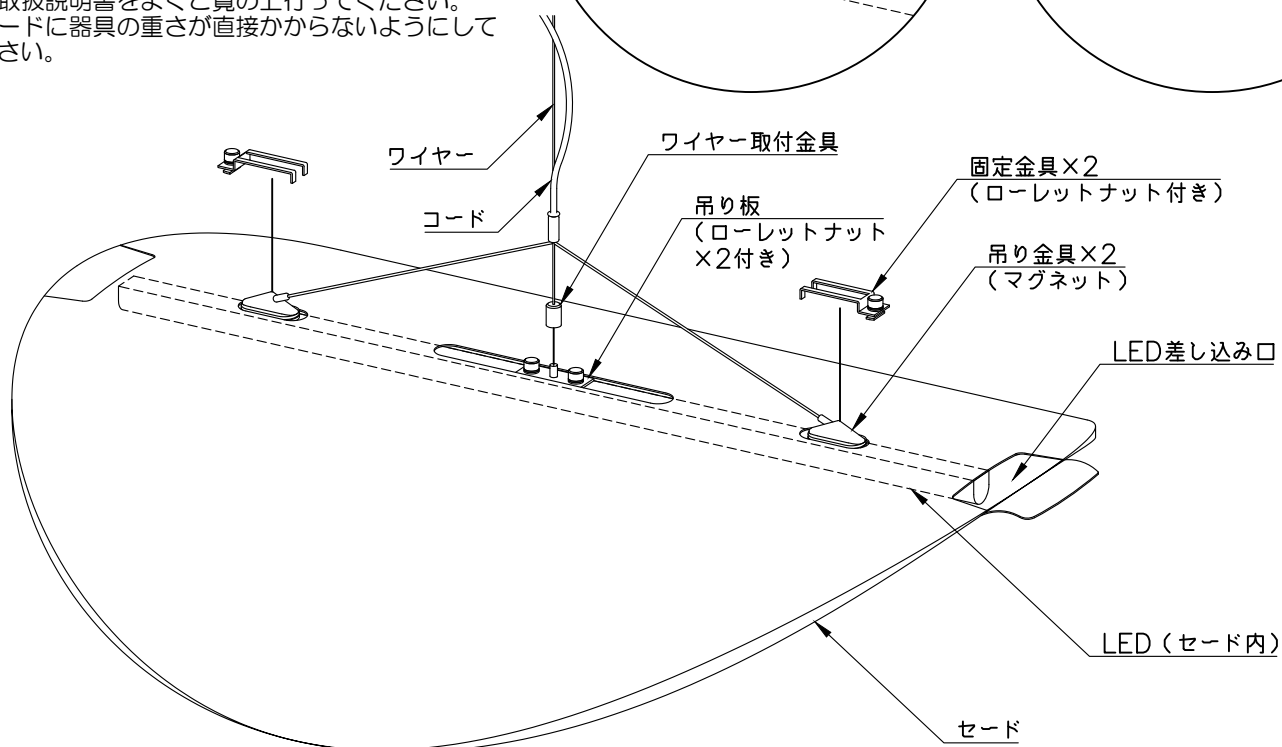 取扱説明書をよくご覧の上行ってください。
ードに器具の重さが直接かからないようにして
さい。
ワイヤー
ワイヤー取付金具
固定金具×2
(ローレットナット付き)
コード
吊り板
(ローレットナット
×2付き)
吊り金具×2
(マグネット)
LED差し込み口
LED(セード内)
セード